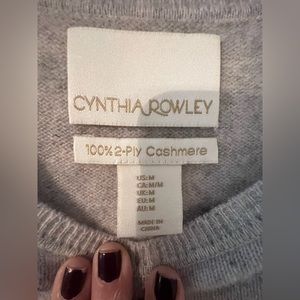 CYNTHIA ROWLEY
100% 2-Ply Cashmere
US: M
CA: M/M
UK: M
EU: M
AU: M
MADE IN
CHINA